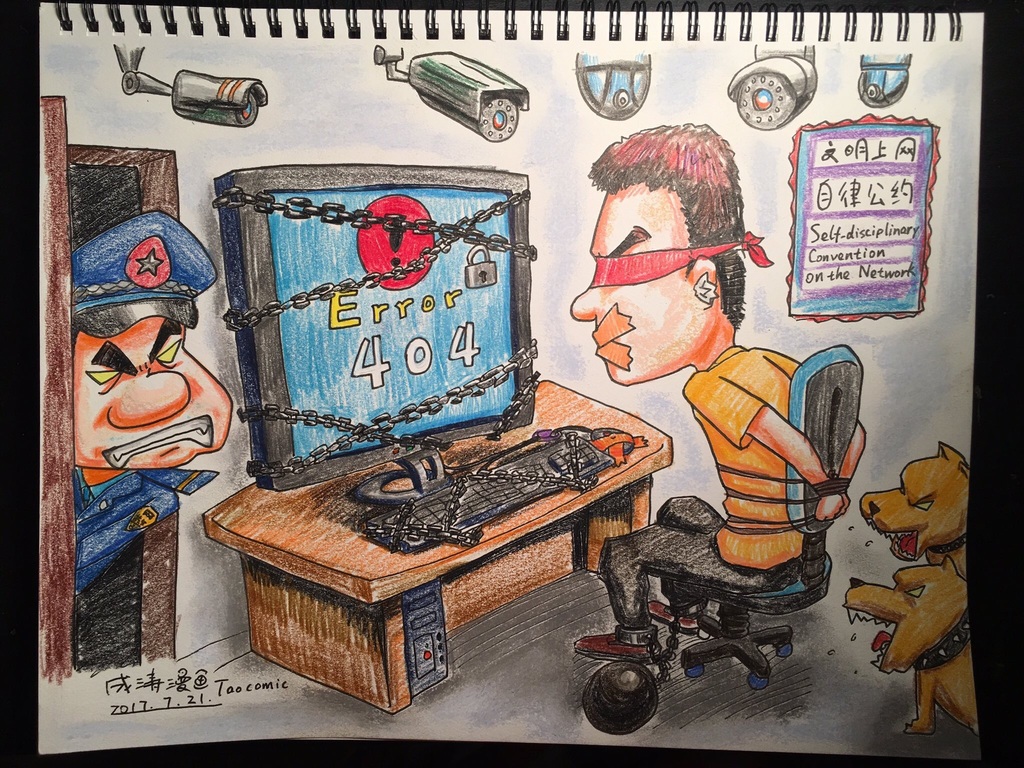 Error
404
文明上网
自律公约
Self-disciplinary
Convention
on the Network
成涛漫画 Taocomic
2017.7.21.